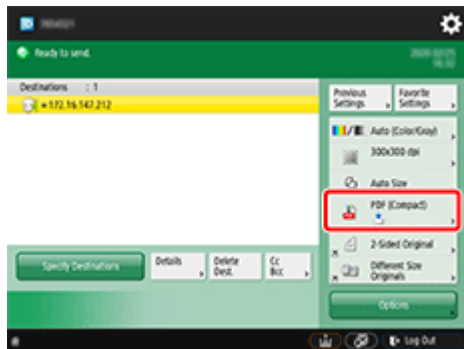 Ready to send.
Destinations : 1
172.16.147.212
Previous
Settings
Favorite
Settings
Auto (Color/Gray)
300x300 dpi
Auto Size
PDF (Compact)
2-Sided Original
Different Size
Originals
Specify Destinations
Details
Delete
Dest.
Cc
Bcc
Options
Log Out